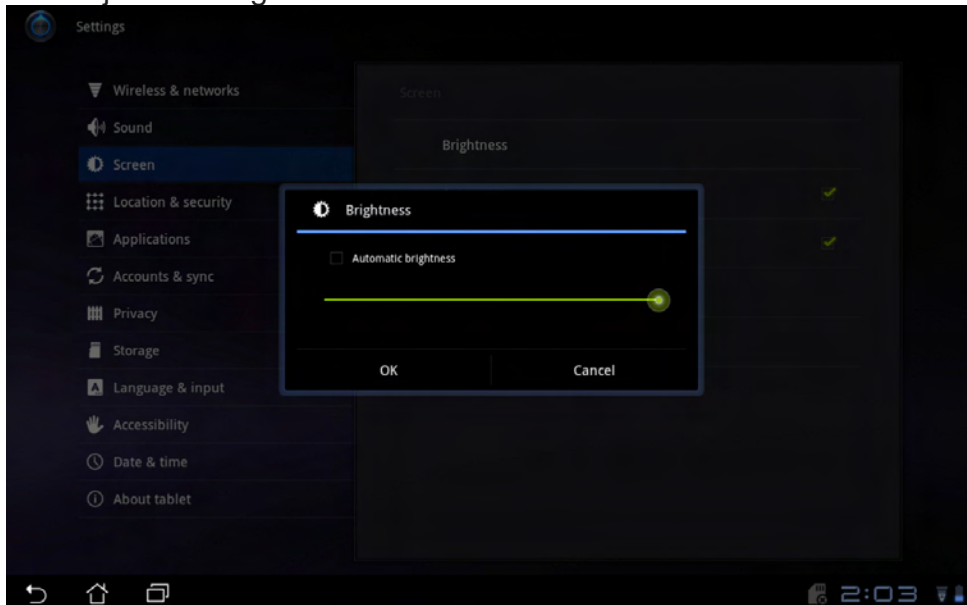 Settings
Wireless & networks
Sound
Screen
Location & security
Applications
Accounts & sync
Privacy
Storage
Language & input
Accessibility
Date & time
About tablet
Screen
Brightness
Brightness
Automatic brightness
OK
Cancel
2:03